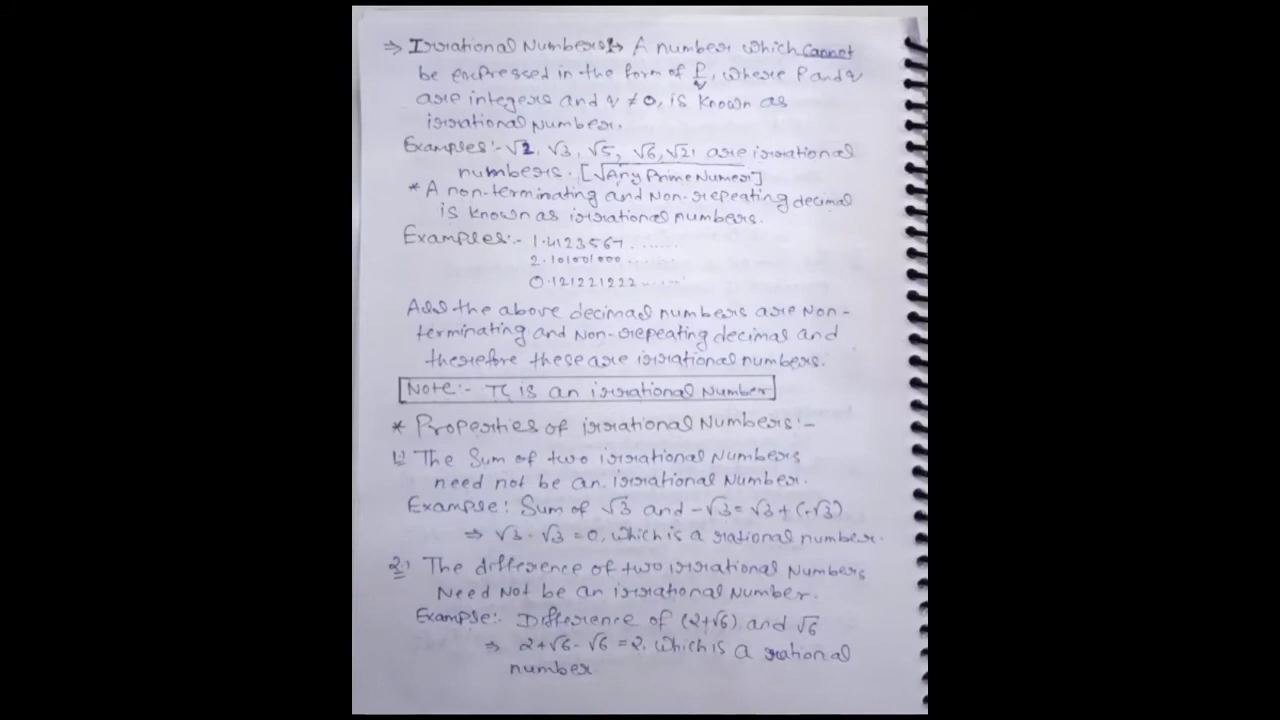 ⇒ Irrational Numbers:→ A number which cannot
be expressed in the form of p/q, where p and q
are integers and q ≠ 0, is known as
irrational number.
Examples:- √2, √3, √5, √6, √21 are irrational
numbers. [√Any Prime Numer]
* A non-terminating and Non-repeating decimal
is known as irrational numbers.
Examples:- 1.4123567.......
2.101001000.......
0.121221222......
All the above decimal numbers are Non-
terminating and Non-repeating decimal and
therefore these are irrational numbers.
Note:- π is an irrational Number
* Properties of irrational Numbers:-
1.) The Sum of two irrational Numbers
need not be an irrational Number.
Example: Sum of √3 and -√3 = √3 + (-√3)
⇒ √3 - √3 = 0, which is a rational number.
2.) The difference of two irrational Numbers
Need Not be an irrational Number.
Example:- Difference of (2+√6) and √6
⇒ 2+√6-√6 = 2, which is a rational
number